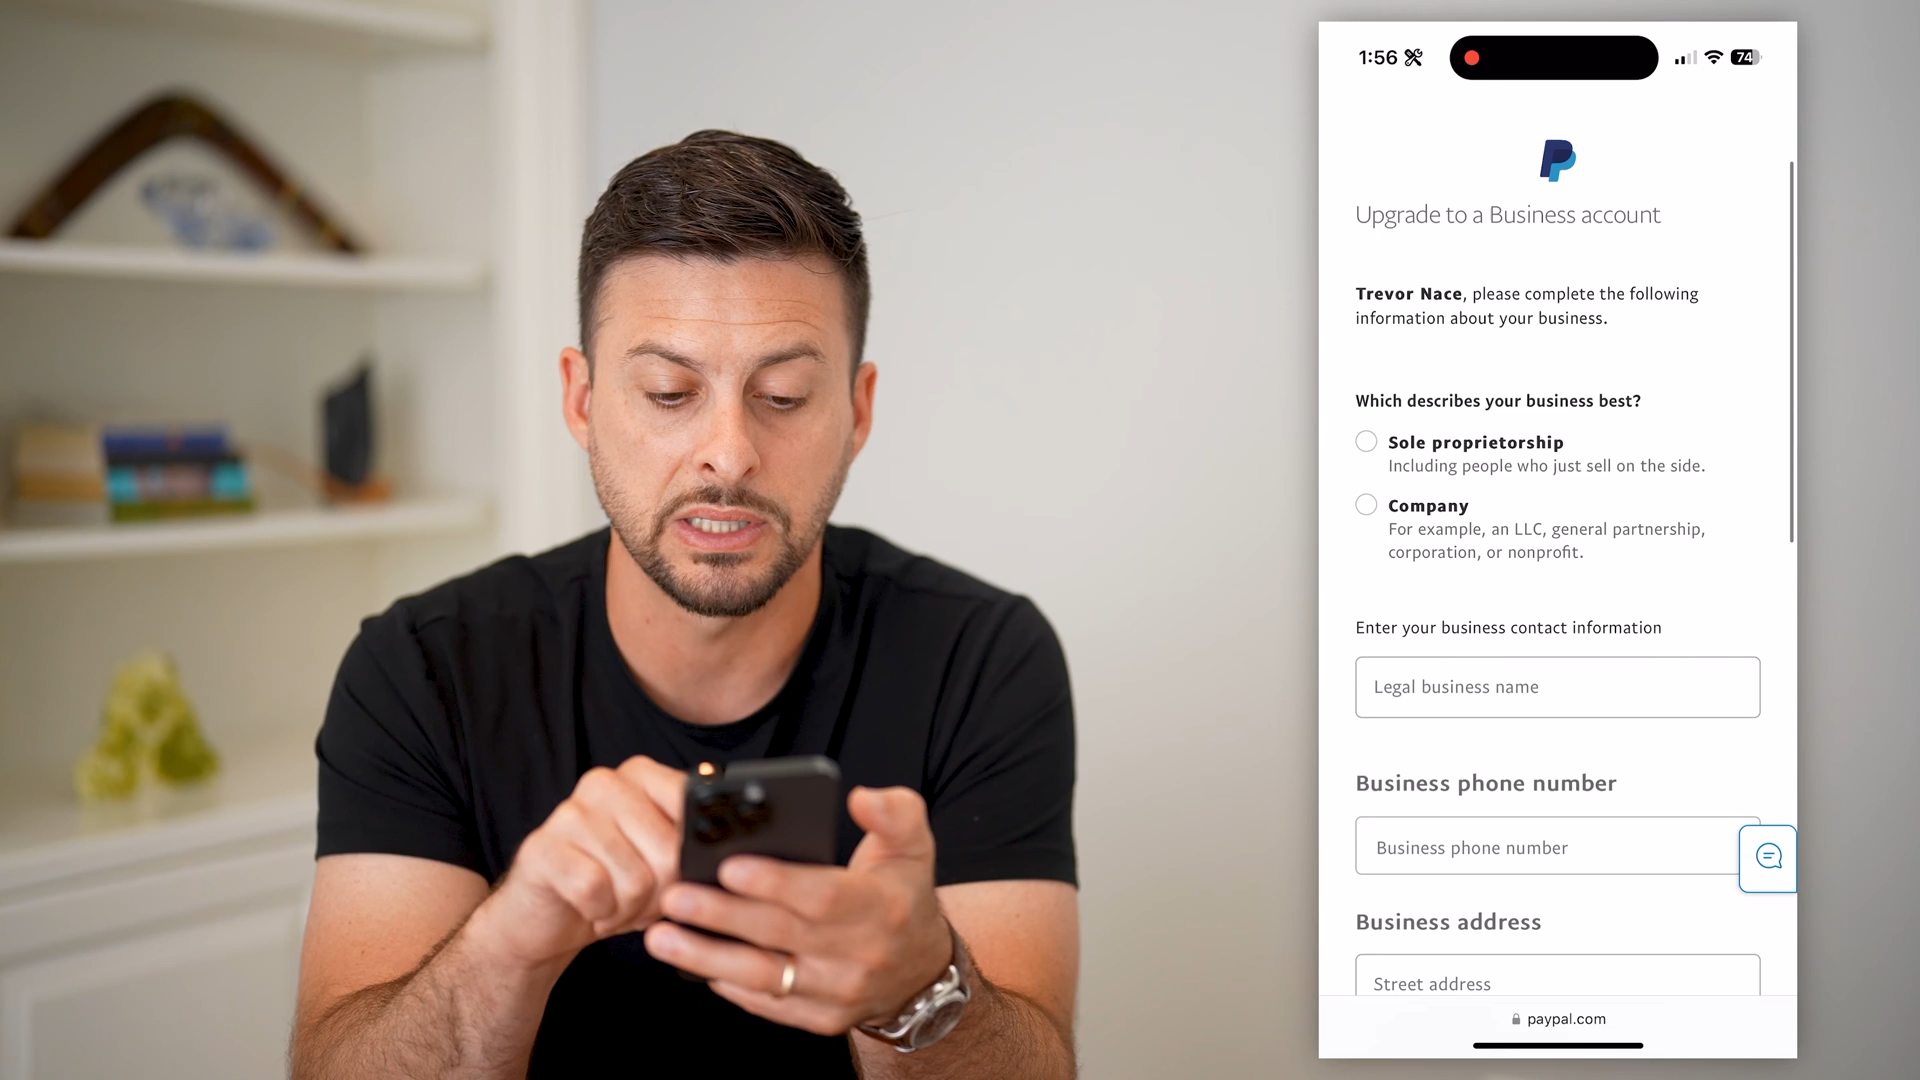 1:56
74
Upgrade to a Business account
Trevor Nace, please complete the following
information about your business.
Which describes your business best?
Sole proprietorship
Including people who just sell on the side.
Company
For example, an LLC, general partnership,
corporation, or nonprofit.
Enter your business contact information
Legal business name
Business phone number
Business phone number
Business address
Street address
paypal.com